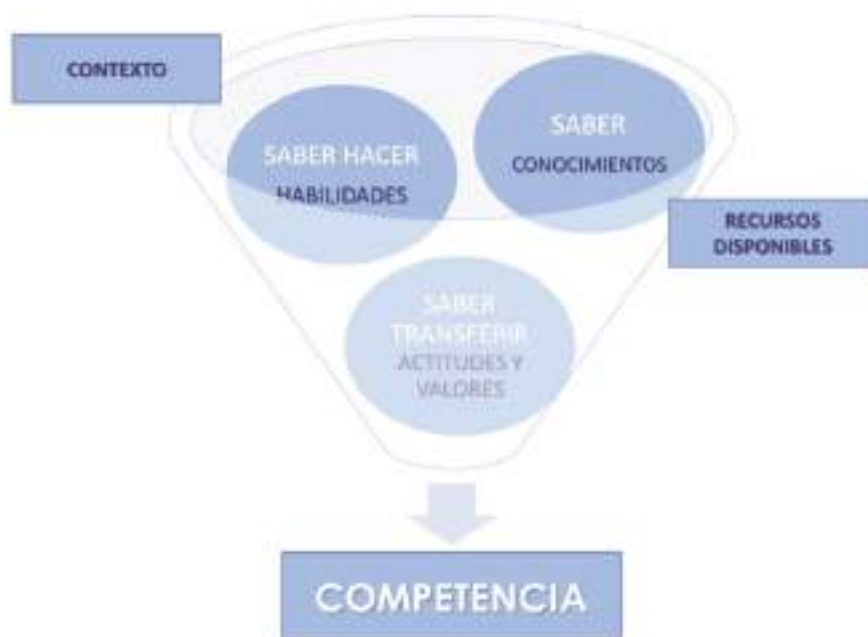 CONTEXTO
SABER HACER
HABILIDADES
SABER
CONOCIMIENTOS
RECURSOS
DISPONIBLES
SABER
TRANSFERIR
ACTITUDES Y
VALORES
COMPETENCIA